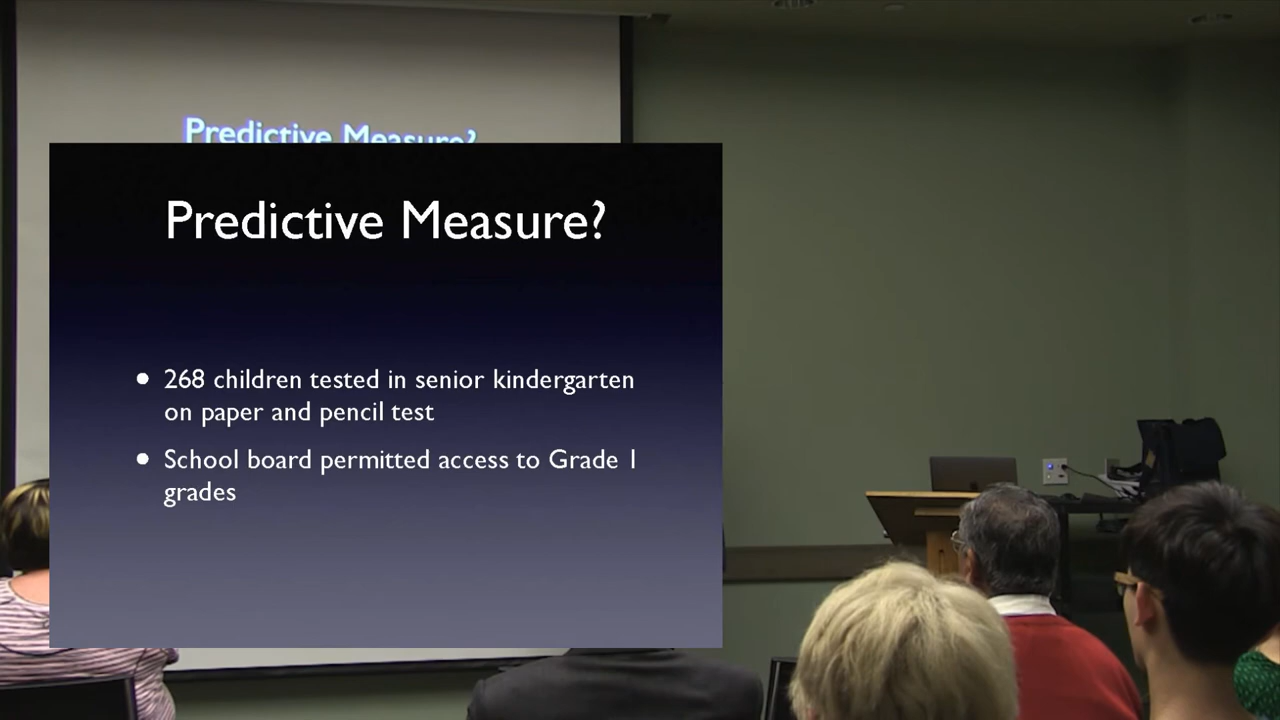 Predictive Measure?
Predictive Measure?
• 268 children tested in senior kindergarten
on paper and pencil test
• School board permitted access to Grade 1
grades